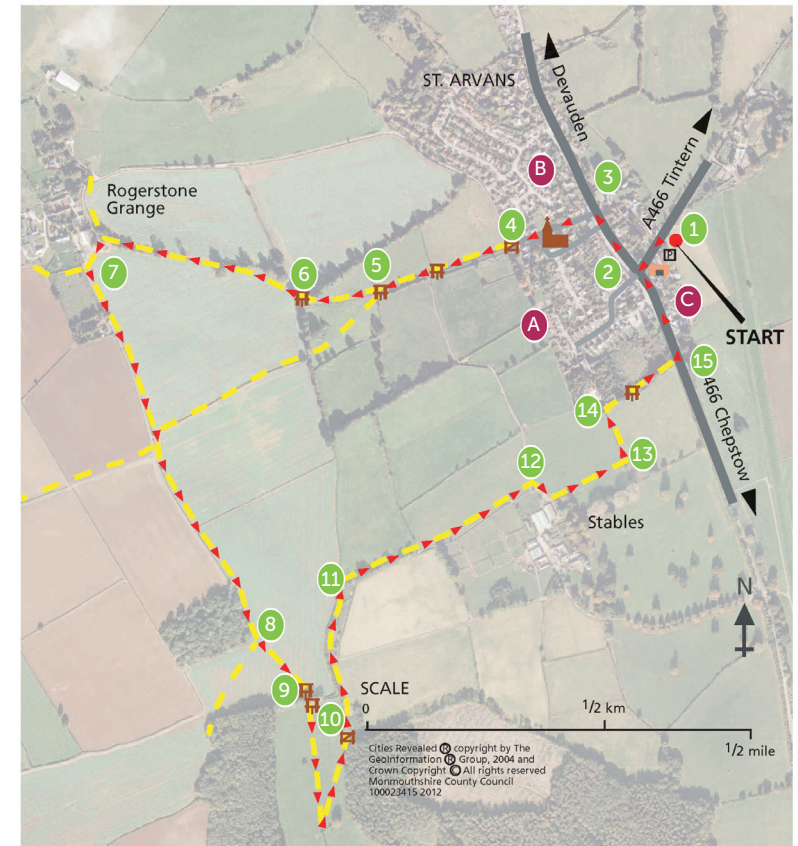 ST. ARVANS
Devauden
B
3
A466 Tintern
Rogerstone
Grange
4
1
P
7
6
5
2
C
A
START
15
466 Chepstow
14
12
13
Stables
11
N
8
9
10
SCALE
0
1/2 km
1/2 mile
Cities Revealed ® copyright by The
GeoInformation ® Group, 2004 and
Crown Copyright © All rights reserved
Monmouthshire County Council
100023415 2012